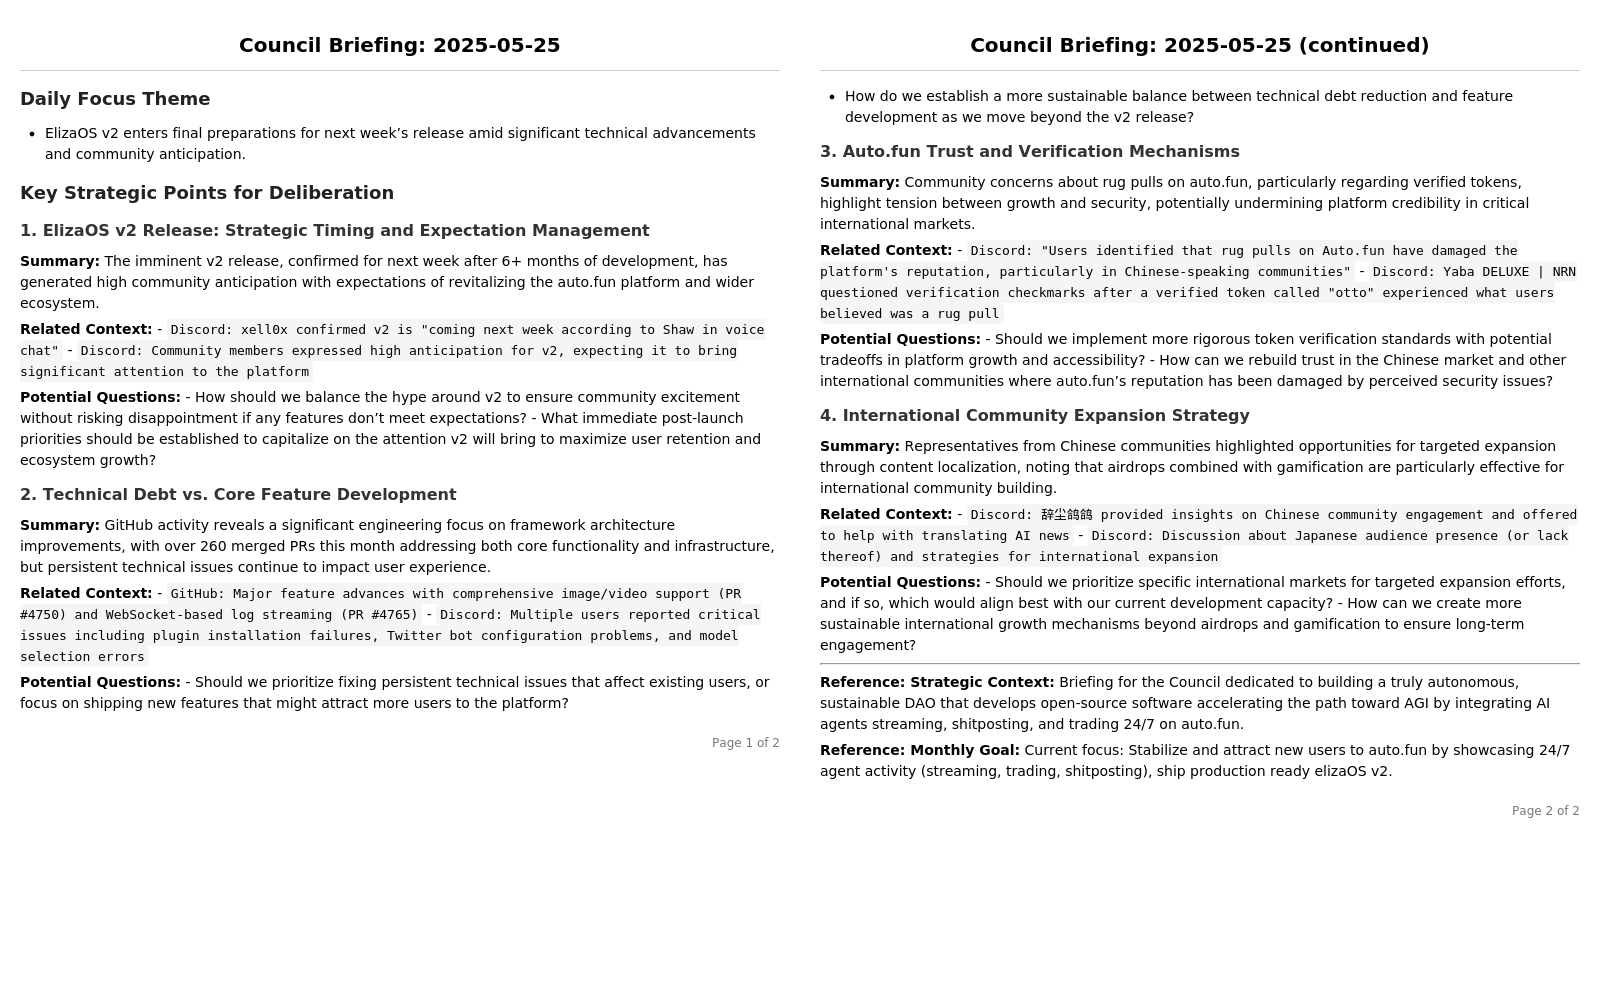 Council Briefing: 2025-05-25
Daily Focus Theme
• ElizaOS v2 enters final preparations for next week’s release amid significant technical advancements
and community anticipation.
Key Strategic Points for Deliberation
1. ElizaOS v2 Release: Strategic Timing and Expectation Management
Summary: The imminent v2 release, confirmed for next week after 6+ months of development, has
generated high community anticipation with expectations of revitalizing the auto.fun platform and wider
ecosystem.
Related Context: - Discord: xell0x confirmed v2 is "coming next week according to Shaw in voice
chat" - Discord: Community members expressed high anticipation for v2, expecting it to bring
significant attention to the platform
Potential Questions: - How should we balance the hype around v2 to ensure community excitement
without risking disappointment if any features don’t meet expectations? - What immediate post-launch
priorities should be established to capitalize on the attention v2 will bring to maximize user retention and
ecosystem growth?
2. Technical Debt vs. Core Feature Development
Summary: GitHub activity reveals a significant engineering focus on framework architecture
improvements, with over 260 merged PRs this month addressing both core functionality and infrastructure,
but persistent technical issues continue to impact user experience.
Related Context: - GitHub: Major feature advances with comprehensive image/video support (PR
#4750) and WebSocket-based log streaming (PR #4765) - Discord: Multiple users reported critical
issues including plugin installation failures, Twitter bot configuration problems, and model
selection errors
Potential Questions: - Should we prioritize fixing persistent technical issues that affect existing users, or
focus on shipping new features that might attract more users to the platform?
Page 1 of 2
Council Briefing: 2025-05-25 (continued)
• How do we establish a more sustainable balance between technical debt reduction and feature
development as we move beyond the v2 release?
3. Auto.fun Trust and Verification Mechanisms
Summary: Community concerns about rug pulls on auto.fun, particularly regarding verified tokens,
highlight tension between growth and security, potentially undermining platform credibility in critical
international markets.
Related Context: - Discord: "Users identified that rug pulls on Auto.fun have damaged the
platform's reputation, particularly in Chinese-speaking communities" - Discord: Yaba DELUXE | NRN
questioned verification checkmarks after a verified token called "otto" experienced what users
believed was a rug pull
Potential Questions: - Should we implement more rigorous token verification standards with potential
tradeoffs in platform growth and accessibility? - How can we rebuild trust in the Chinese market and other
international communities where auto.fun’s reputation has been damaged by perceived security issues?
4. International Community Expansion Strategy
Summary: Representatives from Chinese communities highlighted opportunities for targeted expansion
through content localization, noting that airdrops combined with gamification are particularly effective for
international community building.
Related Context: - Discord: 辞尘鸽鸽 provided insights on Chinese community engagement and offered
to help with translating AI news - Discord: Discussion about Japanese audience presence (or lack
thereof) and strategies for international expansion
Potential Questions: - Should we prioritize specific international markets for targeted expansion efforts,
and if so, which would align best with our current development capacity? - How can we create more
sustainable international growth mechanisms beyond airdrops and gamification to ensure long-term
engagement?
Reference: Strategic Context: Briefing for the Council dedicated to building a truly autonomous,
sustainable DAO that develops open-source software accelerating the path toward AGI by integrating AI
agents streaming, shitposting, and trading 24/7 on auto.fun.
Reference: Monthly Goal: Current focus: Stabilize and attract new users to auto.fun by showcasing 24/7
agent activity (streaming, trading, shitposting), ship production ready elizaOS v2.
Page 2 of 2